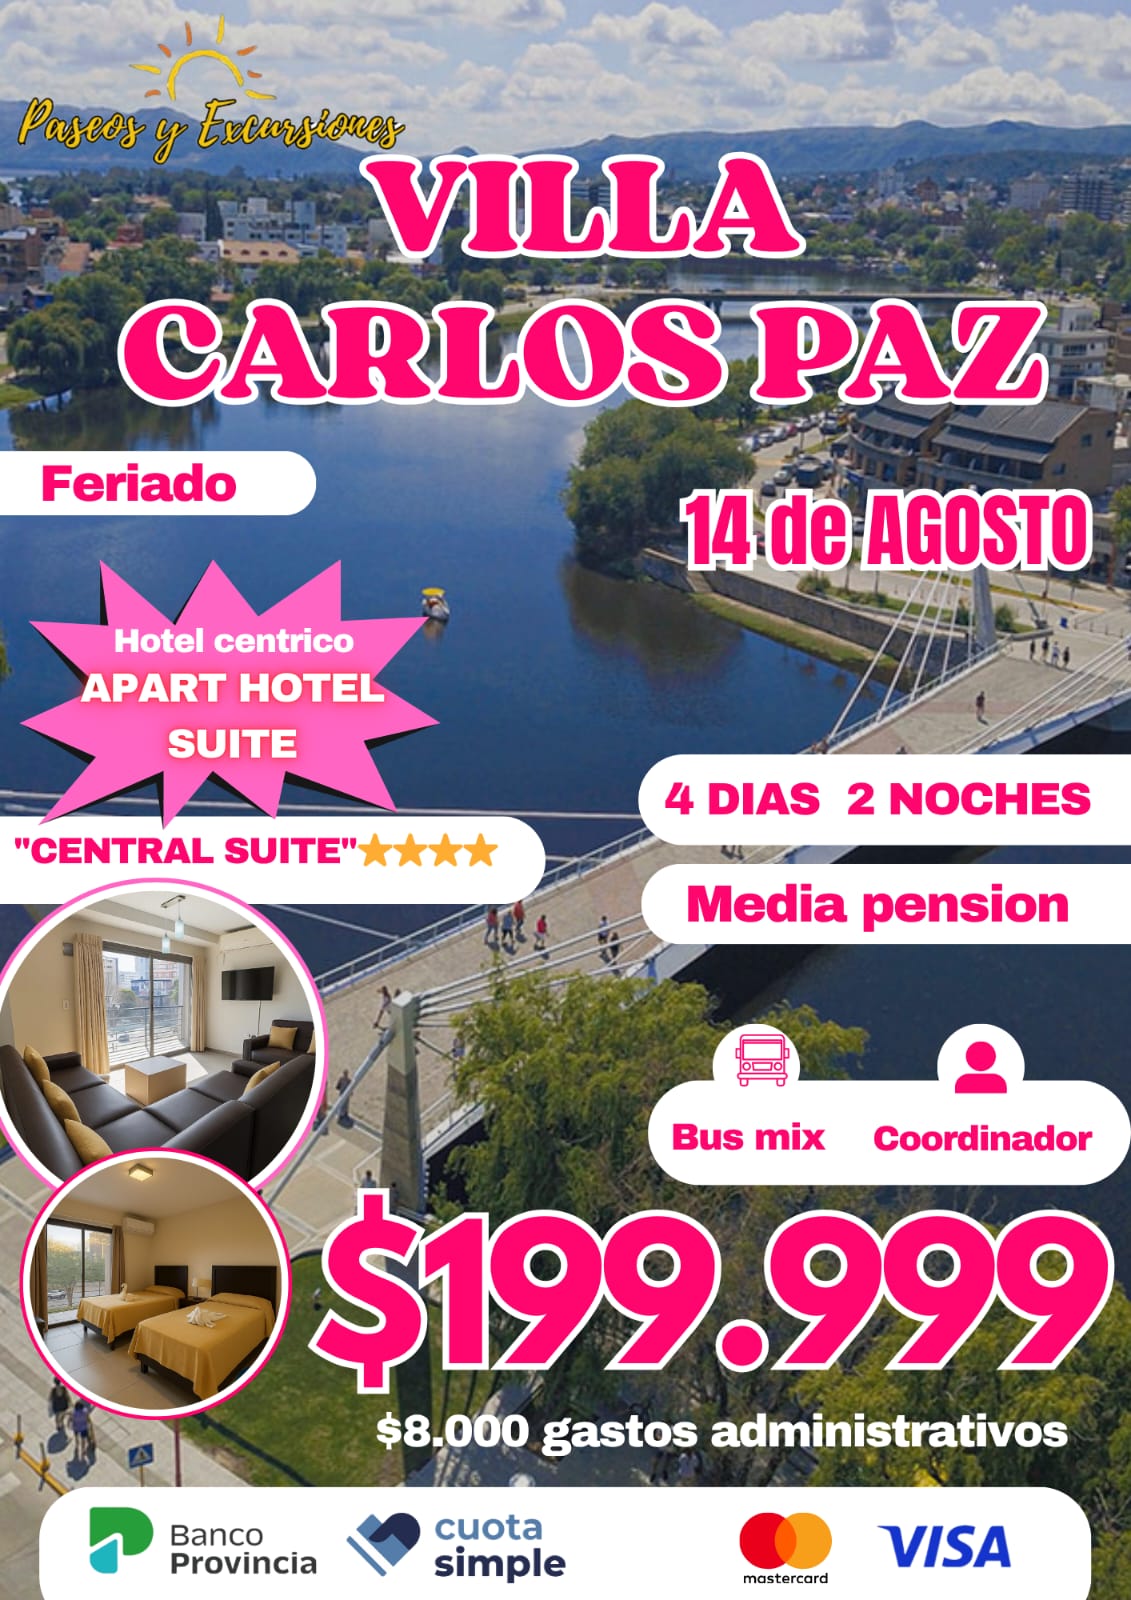 Paseos y Excursiones
VILLA
CARLOS PAZ
Feriado
14 de AGOSTO
Hotel centrico
APART HOTEL
SUITE
"CENTRAL SUITE"
4 DIAS 2 NOCHES
Media pension
Bus mix
Coordinador
$199.999
$8.000 gastos administrativos
Banco
Provincia
cuota
simple
mastercard
VISA